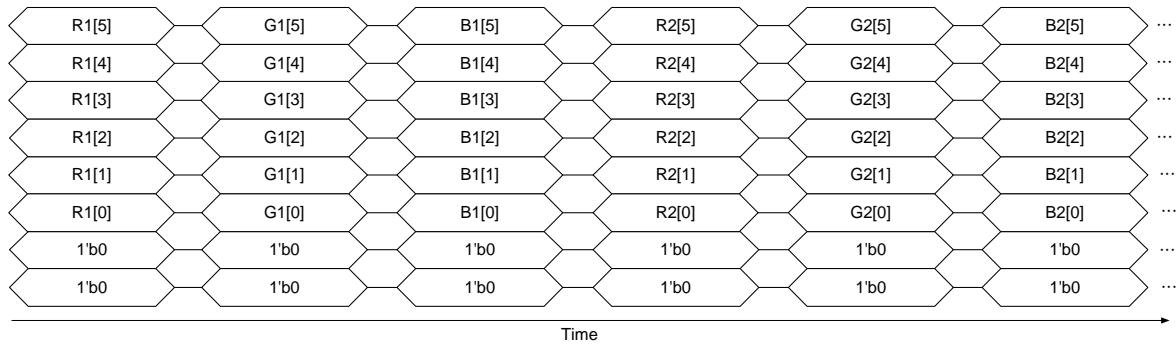 R1[5] G1[5] B1[5] R2[5] G2[5] B2[5] ...
R1[4] G1[4] B1[4] R2[4] G2[4] B2[4] ...
R1[3] G1[3] B1[3] R2[3] G2[3] B2[3] ...
R1[2] G1[2] B1[2] R2[2] G2[2] B2[2] ...
R1[1] G1[1] B1[1] R2[1] G2[1] B2[1] ...
R1[0] G1[0] B1[0] R2[0] G2[0] B2[0] ...
1'b0 1'b0 1'b0 1'b0 1'b0 1'b0 ...
1'b0 1'b0 1'b0 1'b0 1'b0 1'b0 ...
Time